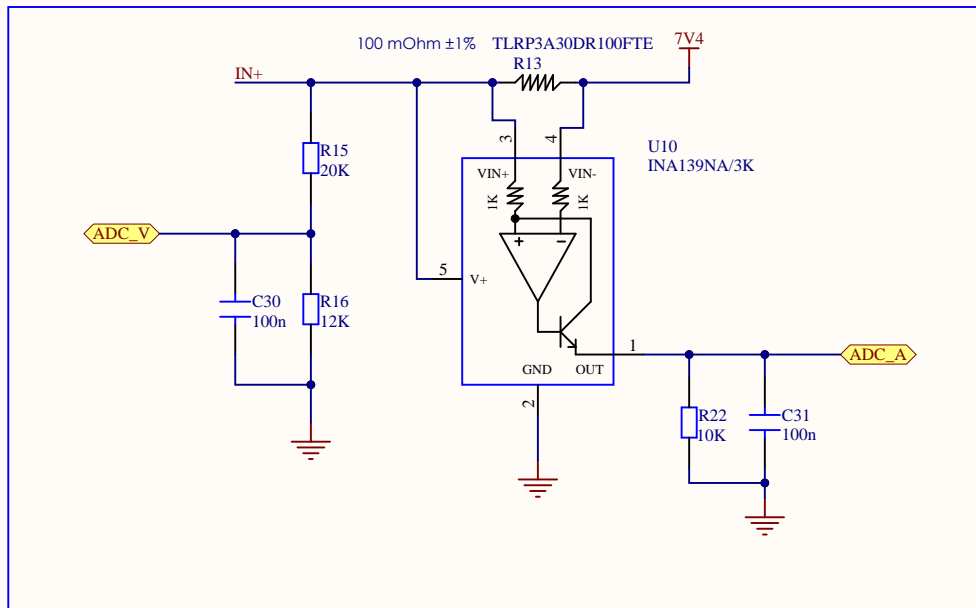 100 mOhm ±1% TLRP3A30DR100FTE
7V4
R13
IN+
3
4
U10
INA139NA/3K
R15
20K
VIN+
VIN-
1K
1K
ADC_V
+
−
5
V+
C30
100n
R16
12K
1
ADC_A
GND
OUT
2
R22
10K
C31
100n